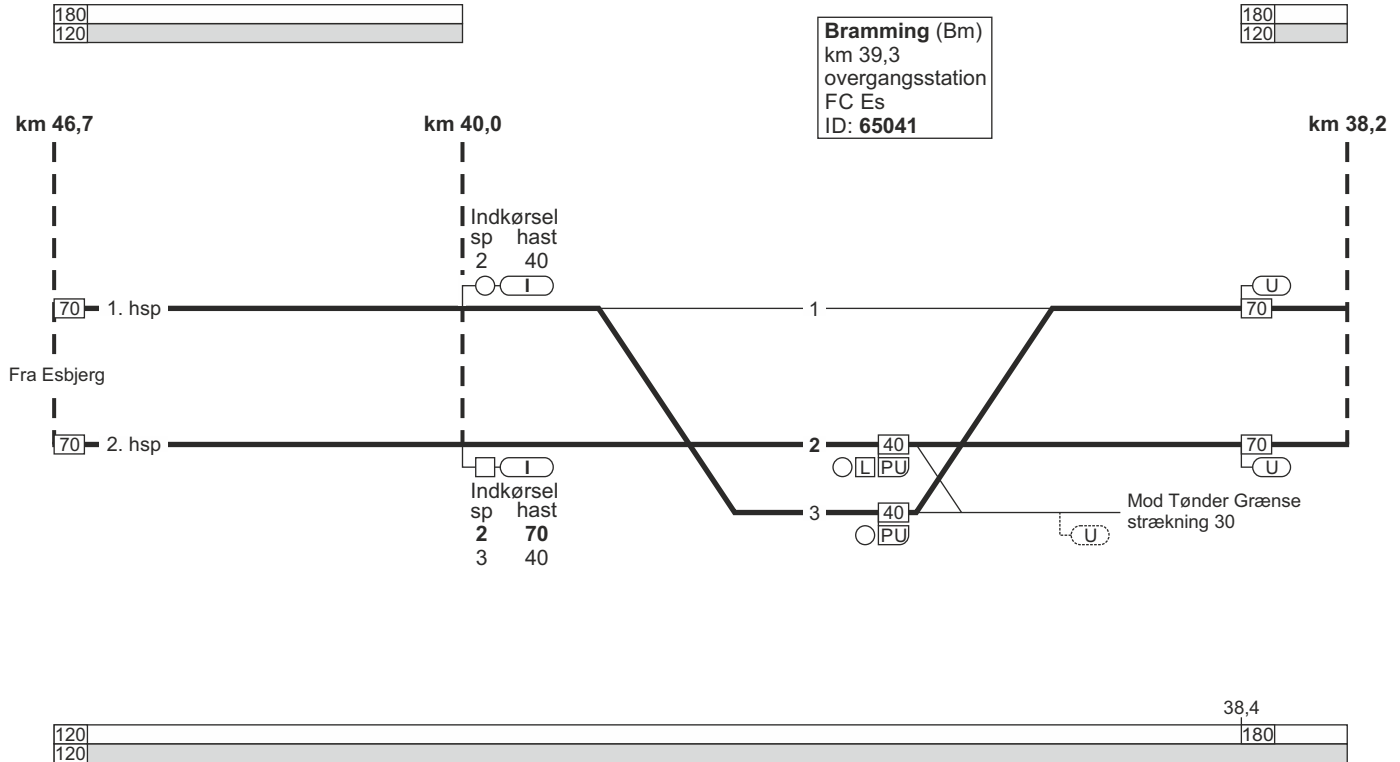 180
120
180
120
Bramming (Bm)
km 39,3
overgangsstation
FC Es
ID: 65041
km 46,7
km 40,0
km 38,2
Indkørsel
sp hast
2 40
I
U
70
1. hsp
1
70
Fra Esbjerg
70
2. hsp
2
40
70
L
PU
I
U
Indkørsel
sp hast
2 70
3 40
3
40
PU
U
Mod Tønder Grænse
strækning 30
38,4
120
180
120